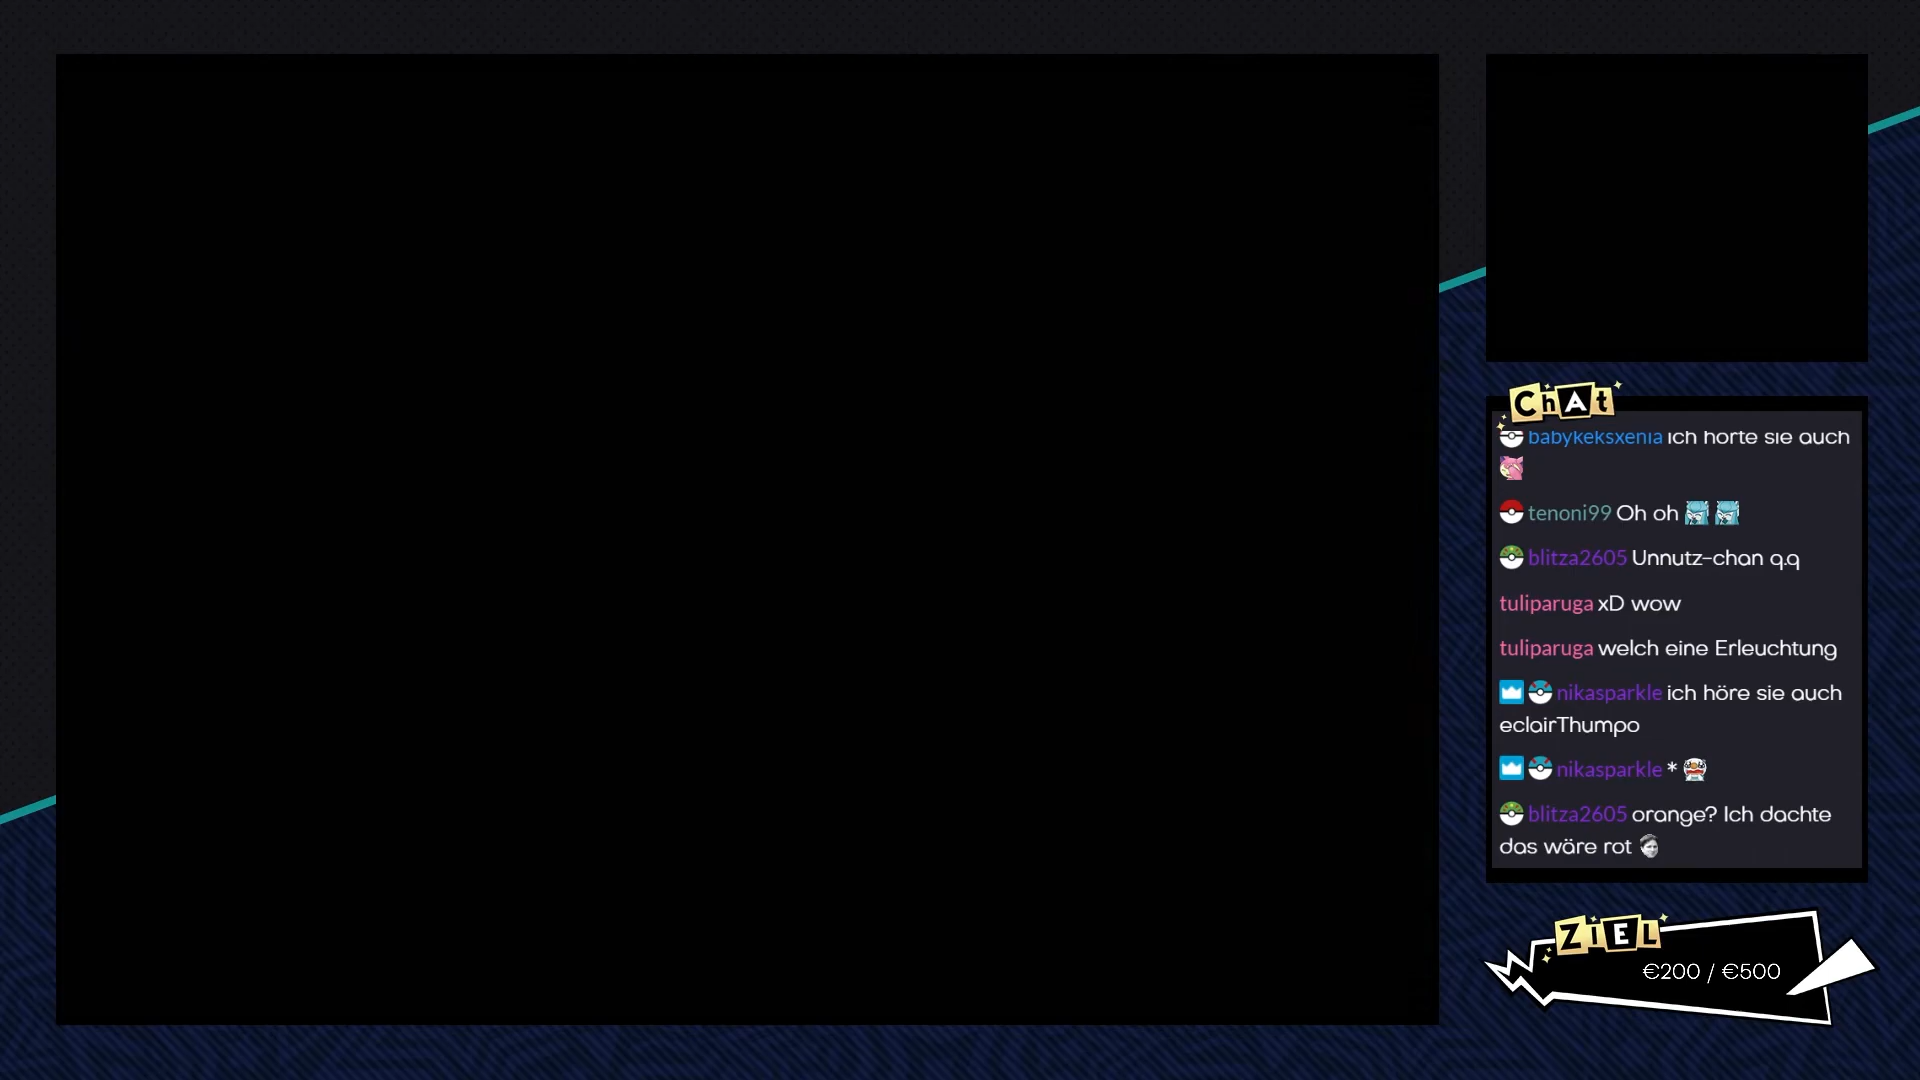 Chat
babykeksxenia ich hörte sie auch
tenoni99 Oh oh
blitza2605 Unnutz-chan q.q
tuliparuga xD wow
tuliparuga welch eine Erleuchtung
nikasparkle ich höre sie auch
eclairThumpo
nikasparkle *
blitza2605 orange? Ich dachte
das wäre rot
ZiEL
€200 / €500